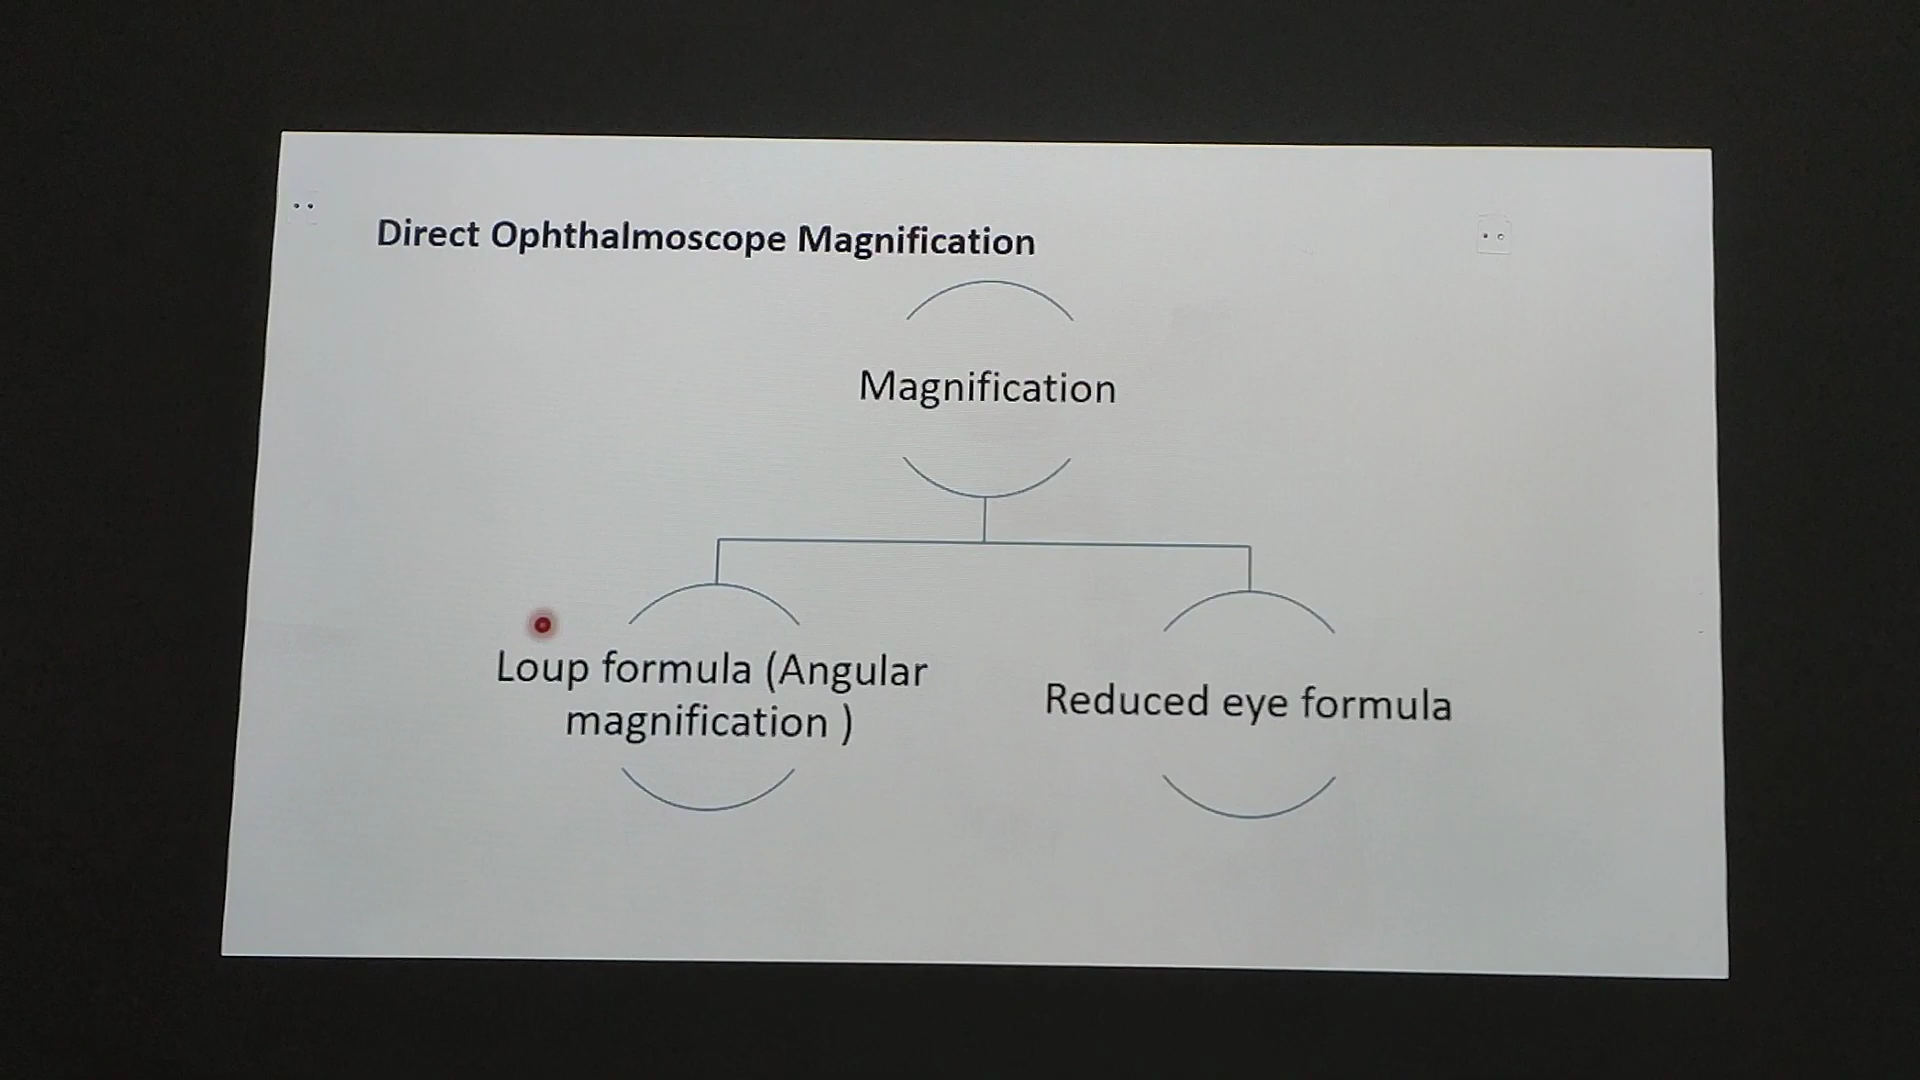 Direct Ophthalmoscope Magnification
Magnification
Loup formula (Angular
magnification )
Reduced eye formula